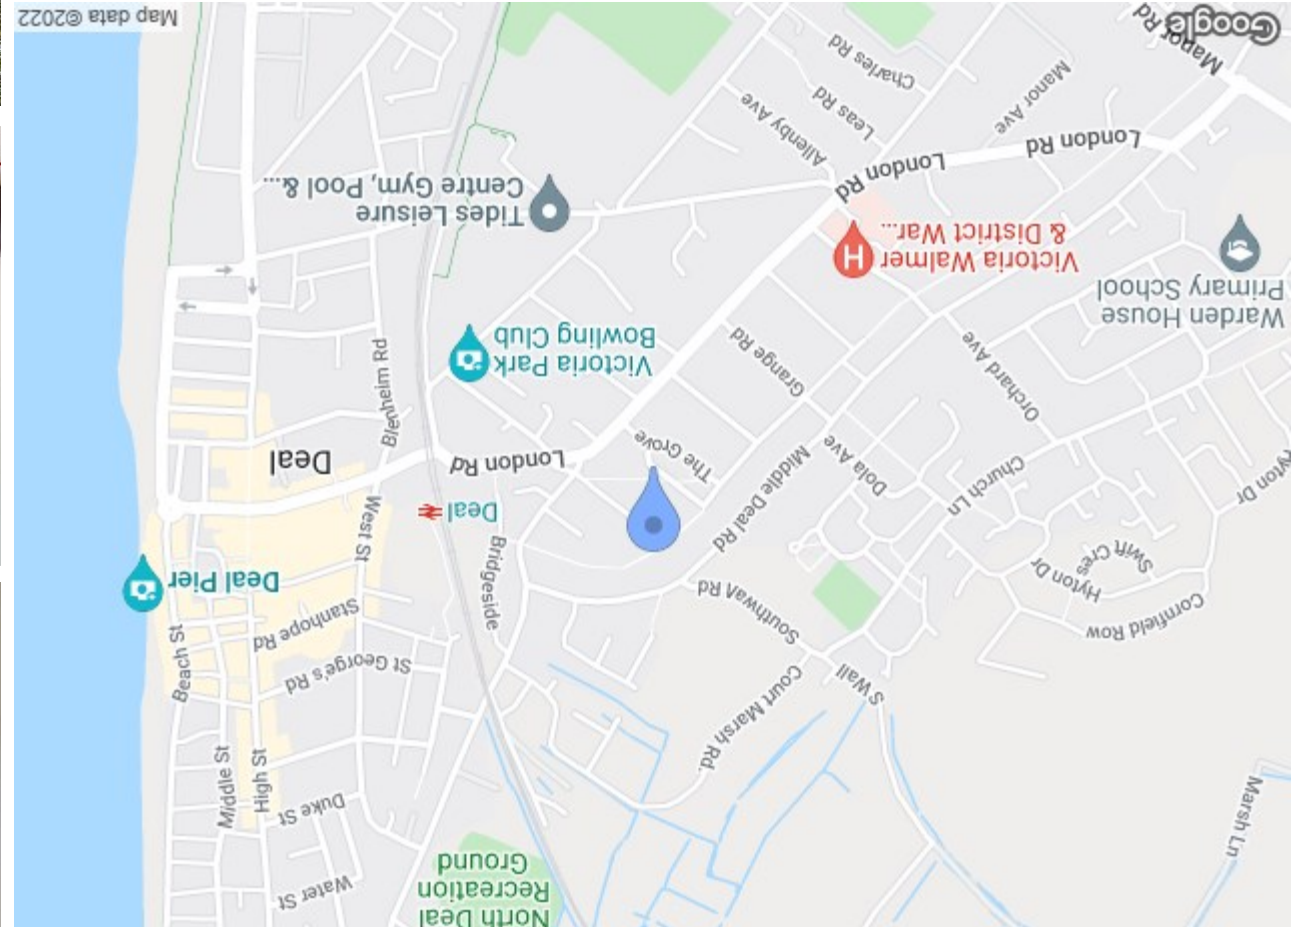 North Deal
Recreation
Ground
Water St
Duke St
High St
Middle St
Marsh Ln
Court Marsh Rd.
S Wall
St George's Rd
Stanhope Rd
Beach St
Cornfield Row
Hyton Dr
Swift Cres
Southwall Rd
Bridgeside
Deal Pier
West St
Deal
Middle Deal Rd
Church Ln
Hyton Dr
Dola Ave
The Grove
London Rd
Deal
Blenheim Rd
Orchard Ave
Grange Rd
Victoria Park
Bowling Club
Warden House
Primary School
Victoria Walmer
& District War...
Tides Leisure
Centre Gym, Pool &...
London Rd
London Rd
London Rd
Allenby Ave
Leas Rd
Manor Ave
Charles Rd
Manor Rd
Google
Map data ©2022